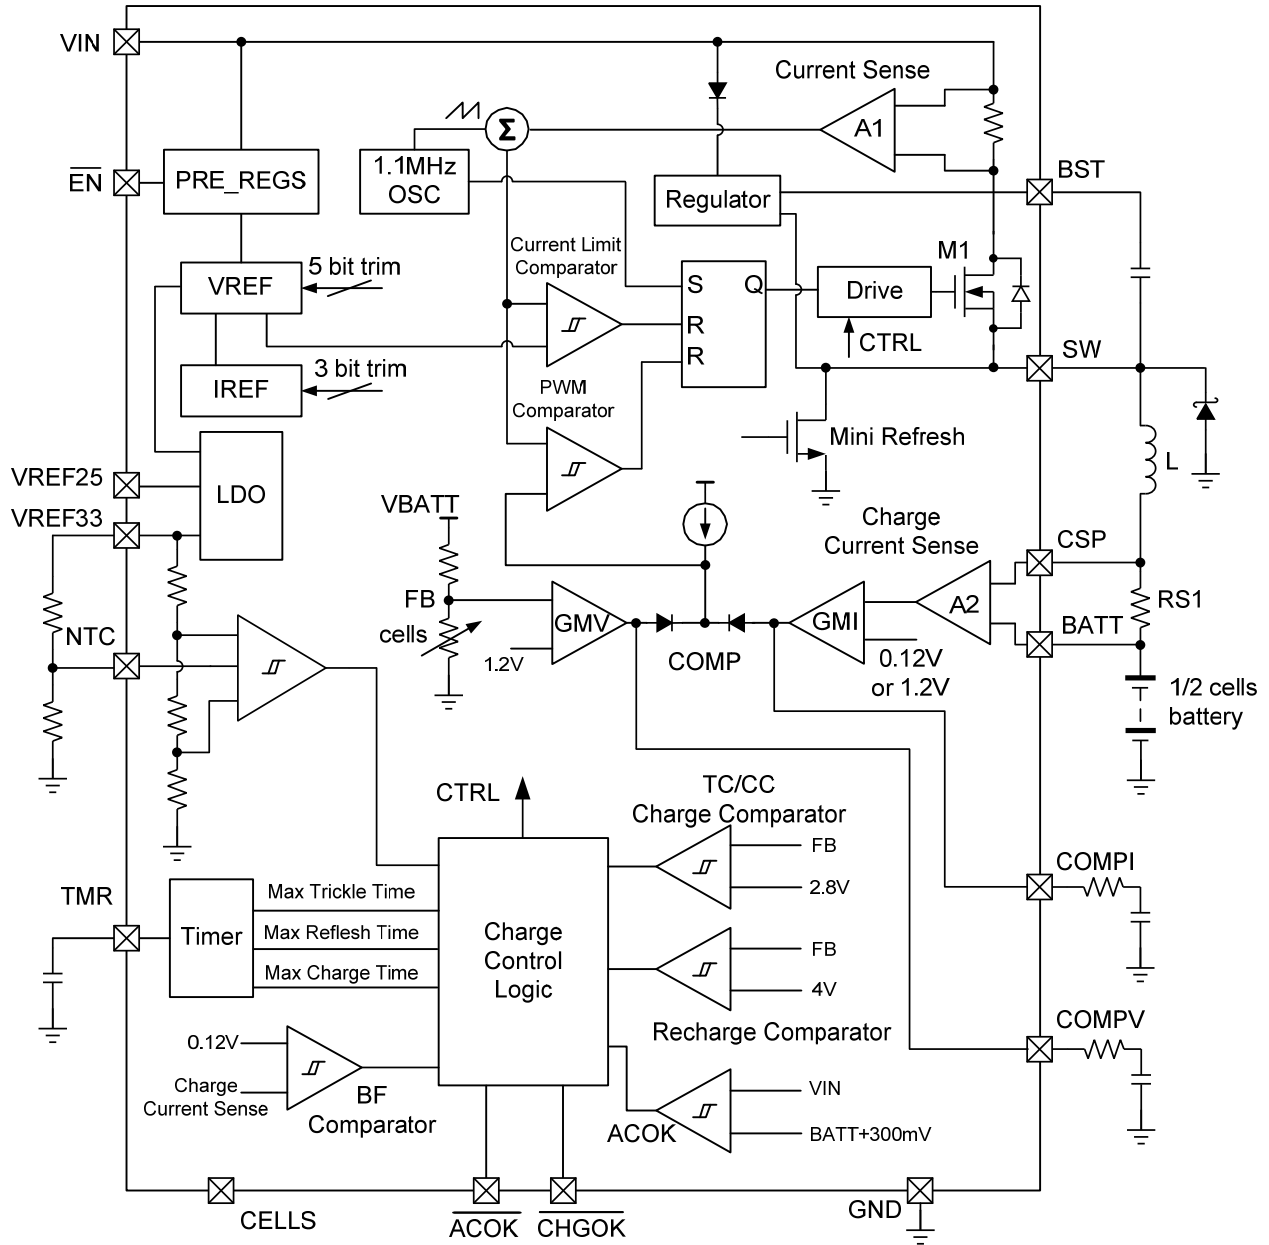 VIN
Current Sense
A1
Σ
1.1MHz
OSC
EN
PRE_REGS
Regulator
BST
Current Limit
Comparator
M1
5 bit trim
VREF
S
Q
Drive
R
CTRL
SW
R
3 bit trim
IREF
PWM
Comparator
Mini Refresh
L
VREF25
LDO
VBATT
VREF33
Charge
Current Sense
CSP
FB
A2
RS1
GMV
GMI
cells
NTC
BATT
COMP
1.2V
0.12V
or 1.2V
1/2 cells
battery
CTRL
TC/CC
Charge Comparator
FB
COMPI
2.8V
TMR
Max Trickle Time
Timer
Max Reflesh Time
Charge
Control
Logic
FB
Max Charge Time
4V
COMPV
Recharge Comparator
0.12V
Charge
Current Sense
BF
Comparator
VIN
ACOK
BATT+300mV
CELLS
ACOK
CHGOK
GND